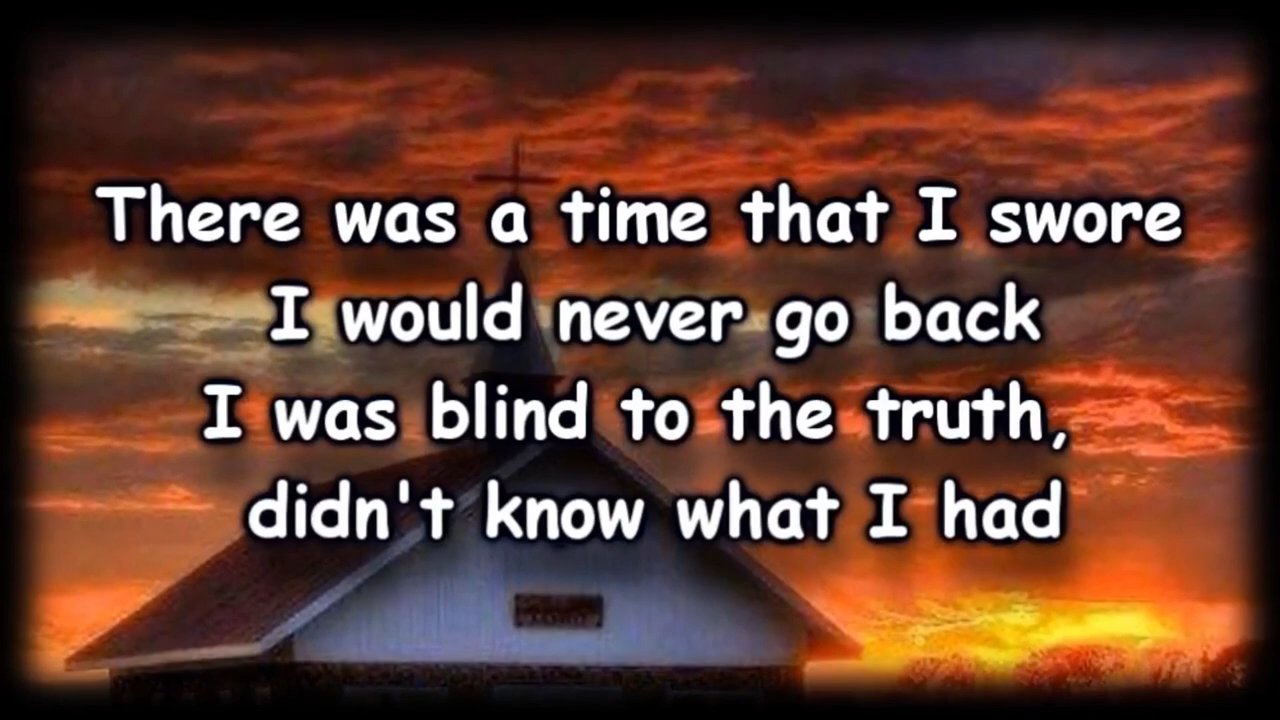 There was a time that I swore
I would never go back
I was blind to the truth,
didn't know what I had